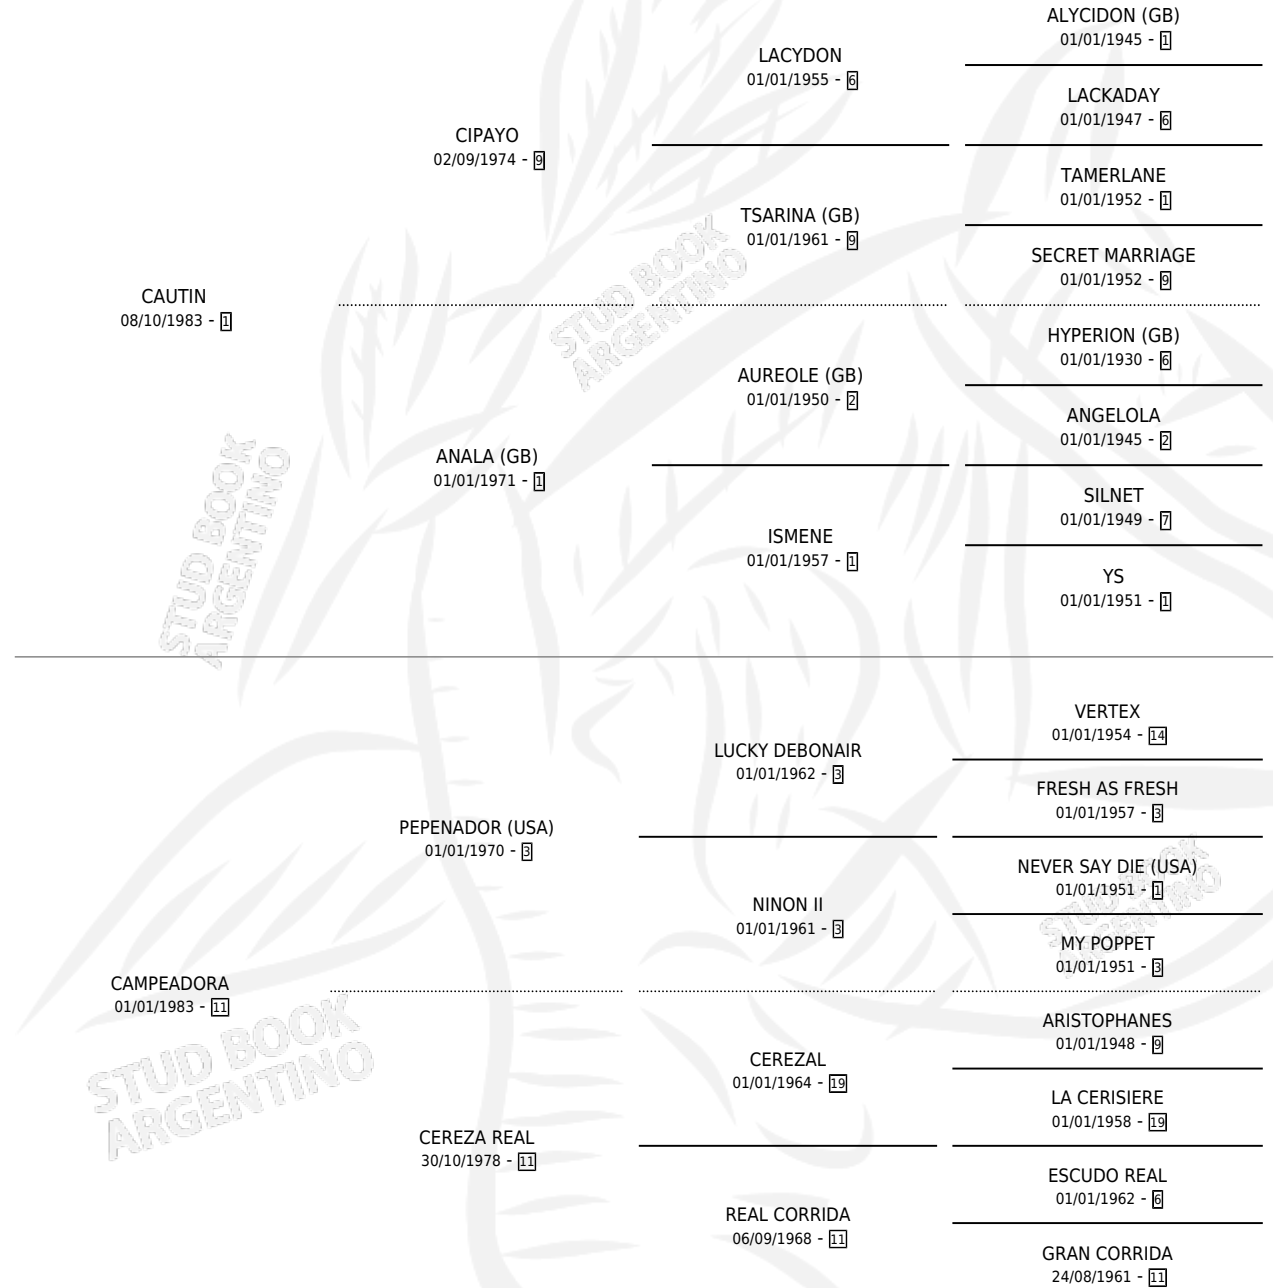 ALYCIDON (GB)
01/01/1945 - 1
LACYDON
01/01/1955 - 6
LACKADAY
01/01/1947 - 6
CIPAYO
02/09/1974 - 9
TAMERLANE
01/01/1952 - 1
TSARINA (GB)
01/01/1961 - 9
SECRET MARRIAGE
01/01/1952 - 9
CAUTIN
08/10/1983 - 1
HYPERION (GB)
01/01/1930 - 6
AUREOLE (GB)
01/01/1950 - 2
ANGELOLA
01/01/1945 - 2
ANALA (GB)
01/01/1971 - 1
SILNET
01/01/1949 - 7
ISMENE
01/01/1957 - 1
YS
01/01/1951 - 1
STUD BOOK
ARGENTINO
STUD BOOK
ARGENTINO
VERTEX
01/01/1954 - 14
LUCKY DEBONAIR
01/01/1962 - 3
FRESH AS FRESH
01/01/1957 - 3
PEPENADOR (USA)
01/01/1970 - 3
NEVER SAY DIE (USA)
01/01/1951 - 1
NINON II
01/01/1961 - 3
MY POPPET
01/01/1951 - 3
STUD BOOK
ARGENTINO
CAMPEADORA
01/01/1983 - 11
ARISTOPHANES
01/01/1948 - 9
CEREZAL
01/01/1964 - 19
LA CERISIERE
01/01/1958 - 19
STUD BOOK
ARGENTINO
CEREZA REAL
30/10/1978 - 11
ESCUDO REAL
01/01/1962 - 6
REAL CORRIDA
06/09/1968 - 11
GRAN CORRIDA
24/08/1961 - 11